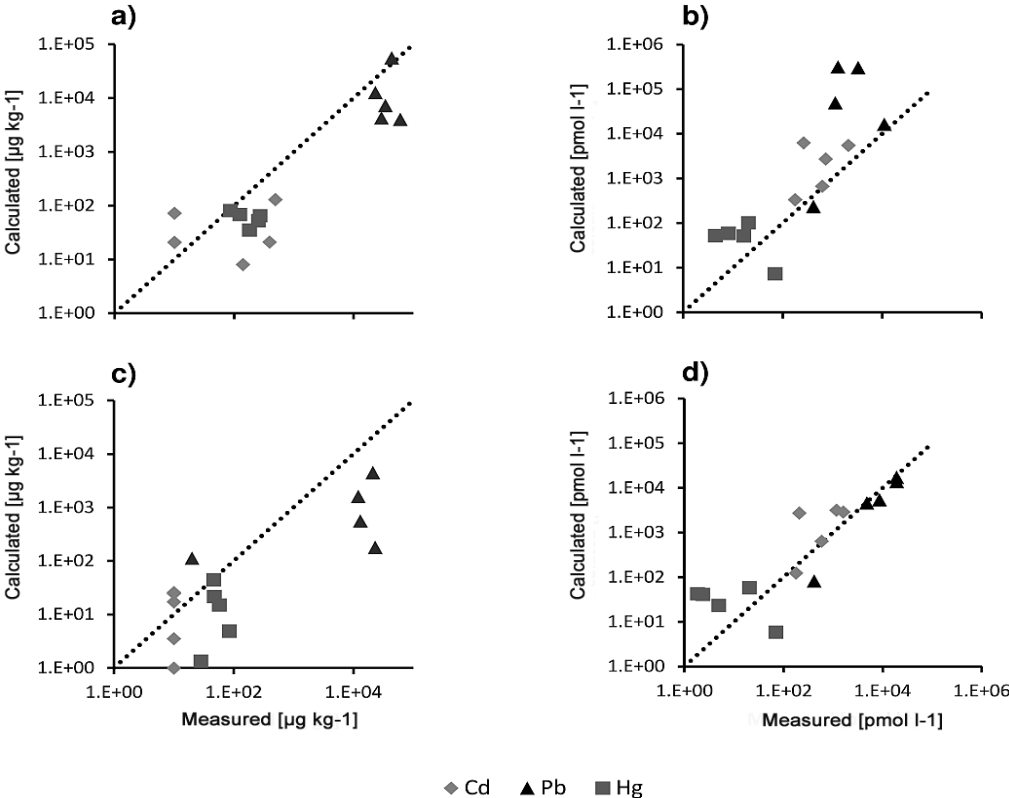 a)
1.E+05
1.E+04
1.E+03
1.E+02
1.E+01
1.E+00
Calculated [µg kg-1]
b)
1.E+06
1.E+05
1.E+04
1.E+03
1.E+02
1.E+01
1.E+00
Calculated [pmol l-1]
c)
1.E+05
1.E+04
1.E+03
1.E+02
1.E+01
1.E+00
Calculated [µg kg-1]
1.E+00 1.E+02 1.E+04
Measured [µg kg-1]
d)
1.E+06
1.E+05
1.E+04
1.E+03
1.E+02
1.E+01
1.E+00
Calculated [pmol l-1]
1.E+00 1.E+02 1.E+04 1.E+06
Measured [pmol l-1]
Cd Pb Hg